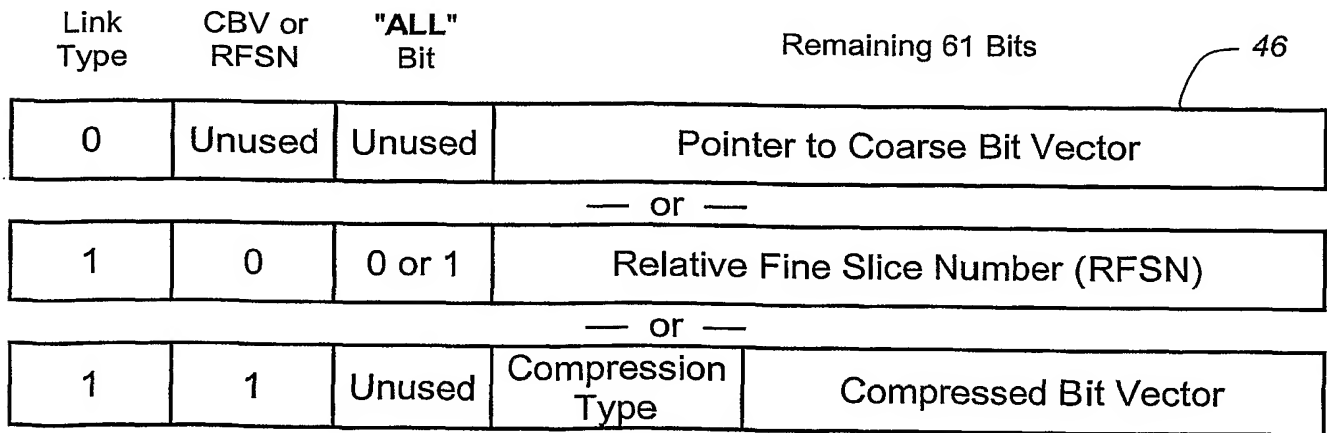 Link Type CBV or RFSN "ALL" Bit Remaining 61 Bits 46
0 Unused Unused Pointer to Coarse Bit Vector
— or —
1 0 0 or 1 Relative Fine Slice Number (RFSN)
— or —
1 1 Unused Compression Type Compressed Bit Vector